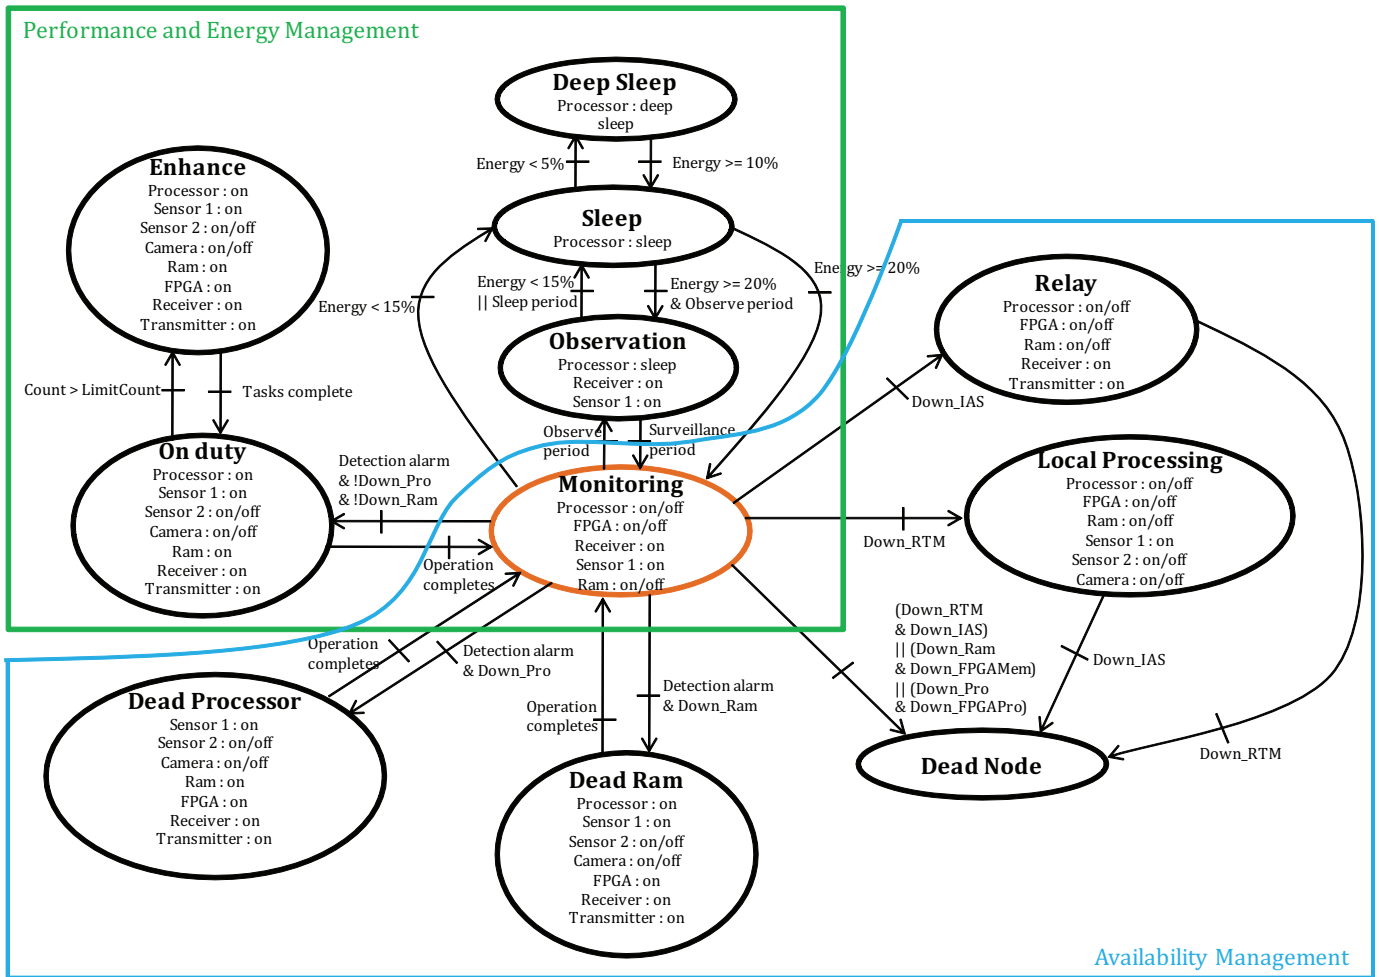 Performance and Energy Management
Deep Sleep
Processor : deep
sleep
Energy < 5%
Energy >= 10%
Enhance
Processor : on
Sensor 1 : on
Sensor 2 : on/off
Camera : on/off
Ram : on
FPGA : on
Receiver : on
Transmitter : on
Sleep
Processor : sleep
Energy < 15%
Energy < 15%
|| Sleep period
Energy >= 20%
& Observe period
Energy >= 20%
Relay
Processor : on/off
FPGA : on/off
Ram : on/off
Receiver : on
Transmitter : on
Observation
Processor : sleep
Receiver : on
Sensor 1 : on
Count > LimitCount
Tasks complete
Down_IAS
Observe
period
Surveillance
period
On duty
Processor : on
Sensor 1 : on
Sensor 2 : on/off
Camera : on/off
Ram : on
Receiver : on
Transmitter : on
Detection alarm
& !Down_Pro
& !Down_Ram
Monitoring
Processor : on/off
FPGA : on/off
Receiver : on
Sensor 1 : on
Ram : on/off
Local Processing
Processor : on/off
FPGA : on/off
Ram : on/off
Sensor 1 : on
Sensor 2 : on/off
Camera : on/off
Down_RTM
Operation
completes
Operation
completes
Detection alarm
& Down_Pro
(Down_RTM
& Down_IAS)
|| (Down_Ram
& Down_FPGAMem)
|| (Down_Pro
& Down_FPGAPro)
Down_IAS
Dead Processor
Sensor 1 : on
Sensor 2 : on/off
Camera : on/off
Ram : on
FPGA : on
Receiver : on
Transmitter : on
Operation
completes
Detection alarm
& Down_Ram
Down_RTM
Dead Node
Dead Ram
Processor : on
Sensor 1 : on
Sensor 2 : on/off
Camera : on/off
FPGA : on
Receiver : on
Transmitter : on
Availability Management